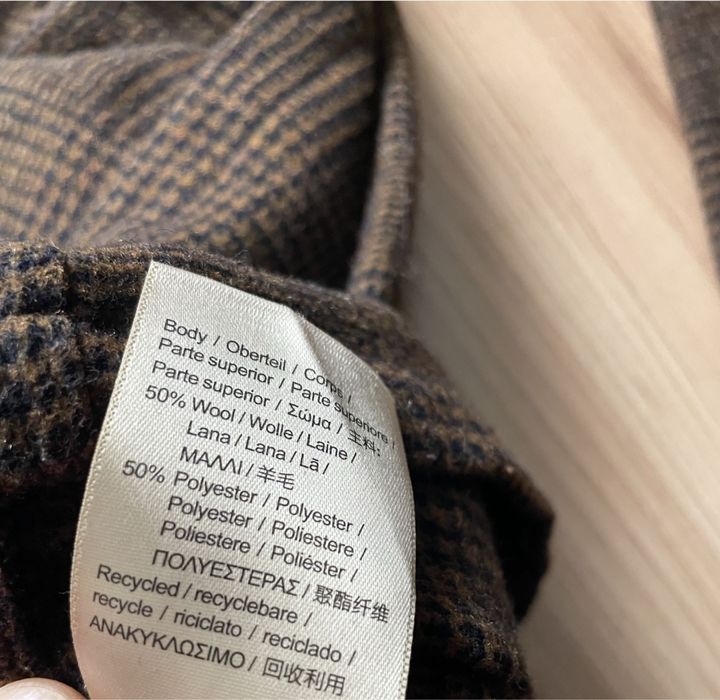 Body / Oberteil / Corps /
Parte superior / Parte superiore /
Parte superior / Σώμα / 主料:
50% Wool / Wolle / Laine /
Lana / Lana / Lã /
ΜΑΛΛΙ / 羊毛
50% Polyester / Polyester /
Polyester / Poliestere /
Poliestere / Poliéster /
ΠΟΛΥΕΣΤΕΡΑΣ / 聚酯纤维
Recycled / recyclebare /
recycle / riciclato / reciclado /
ΑΝΑΚΥΚΛΩΣΙΜΟ / 回收利用